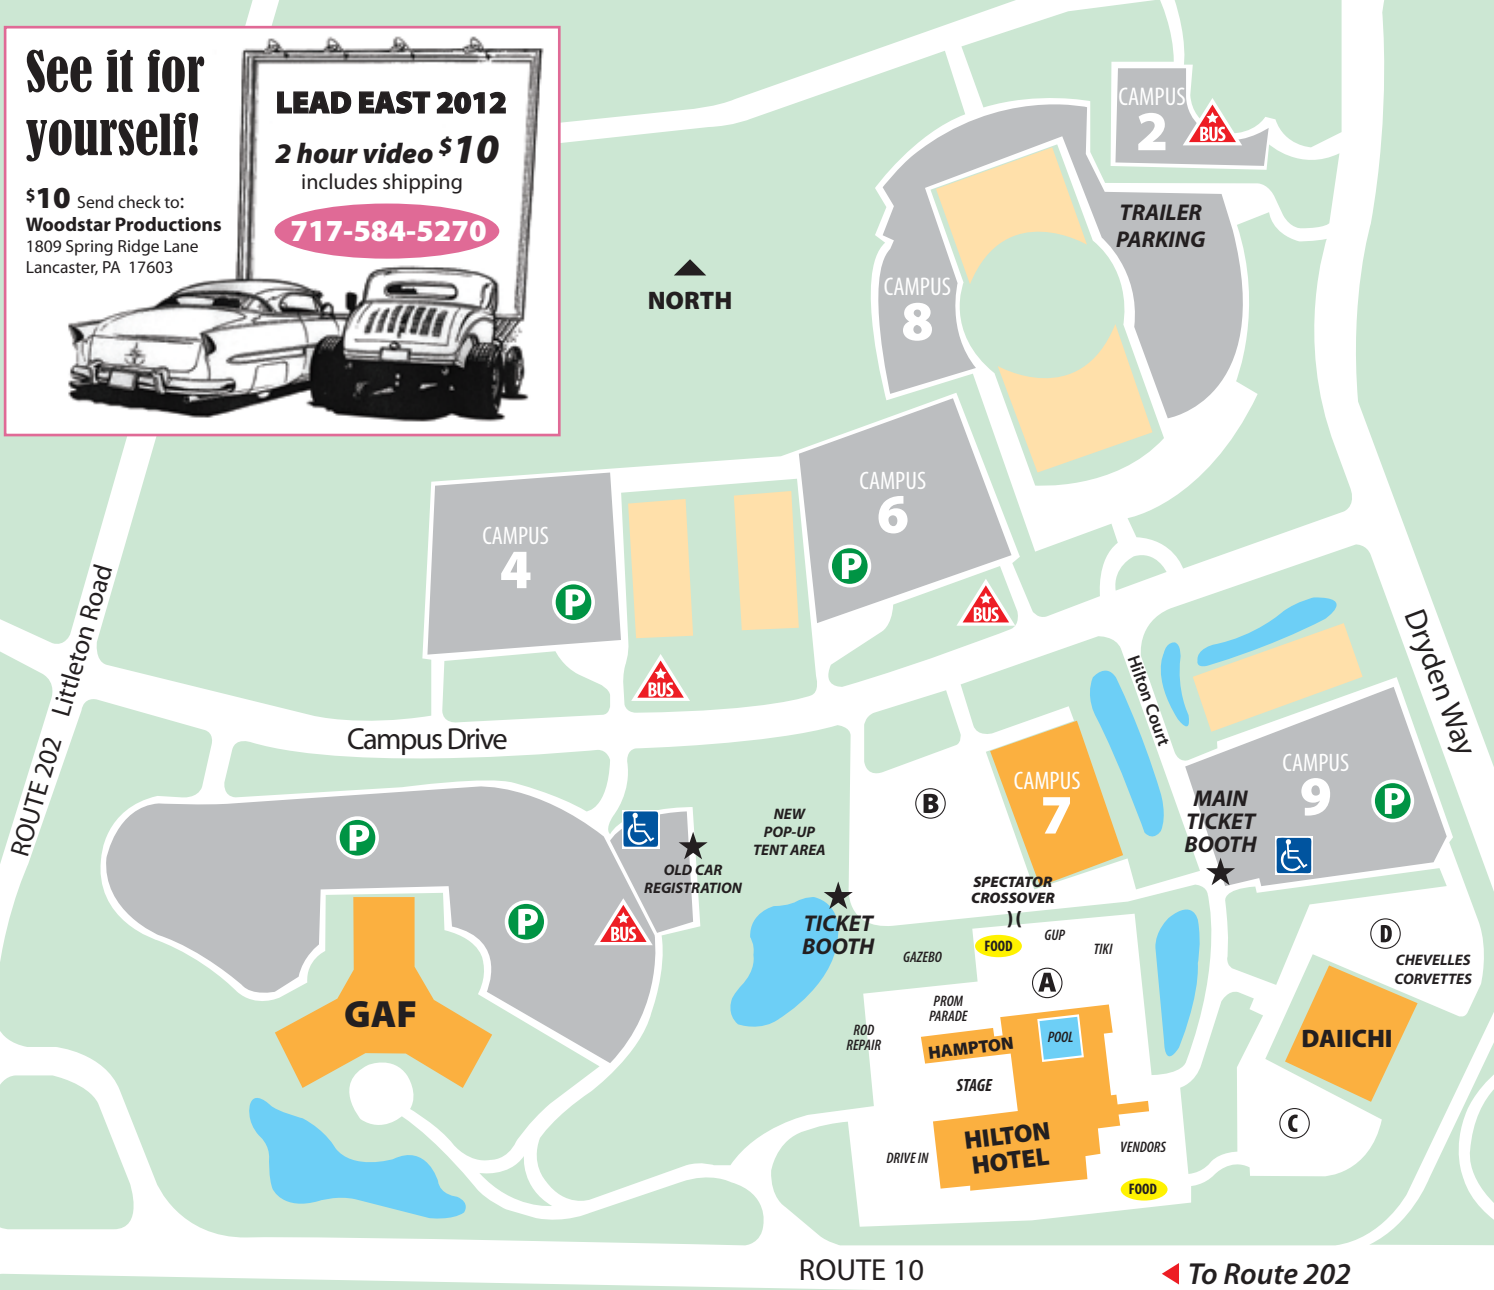 See it for
yourself!
$10 Send check to:
Woodstar Productions
1809 Spring Ridge Lane
Lancaster, PA 17603
LEAD EAST 2012
2 hour video $10
includes shipping
717-584-5270
NORTH
CAMPUS
2
BUS
TRAILER
PARKING
CAMPUS
8
CAMPUS
6
P
BUS
CAMPUS
4
P
BUS
ROUTE 202 Littleton Road
Campus Drive
Hilton Court
Dryden Way
CAMPUS
7
CAMPUS
9
P
MAIN
TICKET
BOOTH
B
NEW
POP-UP
TENT AREA
OLD CAR
REGISTRATION
P
P
BUS
GAF
TICKET
BOOTH
SPECTATOR
CROSSOVER
) (
FOOD
GUP
TIKI
GAZEBO
A
PROM
PARADE
ROD
REPAIR
HAMPTON
POOL
STAGE
HILTON
HOTEL
DRIVE IN
VENDORS
FOOD
D
CHEVELLES
CORVETTES
DAIICHI
C
ROUTE 10
To Route 202